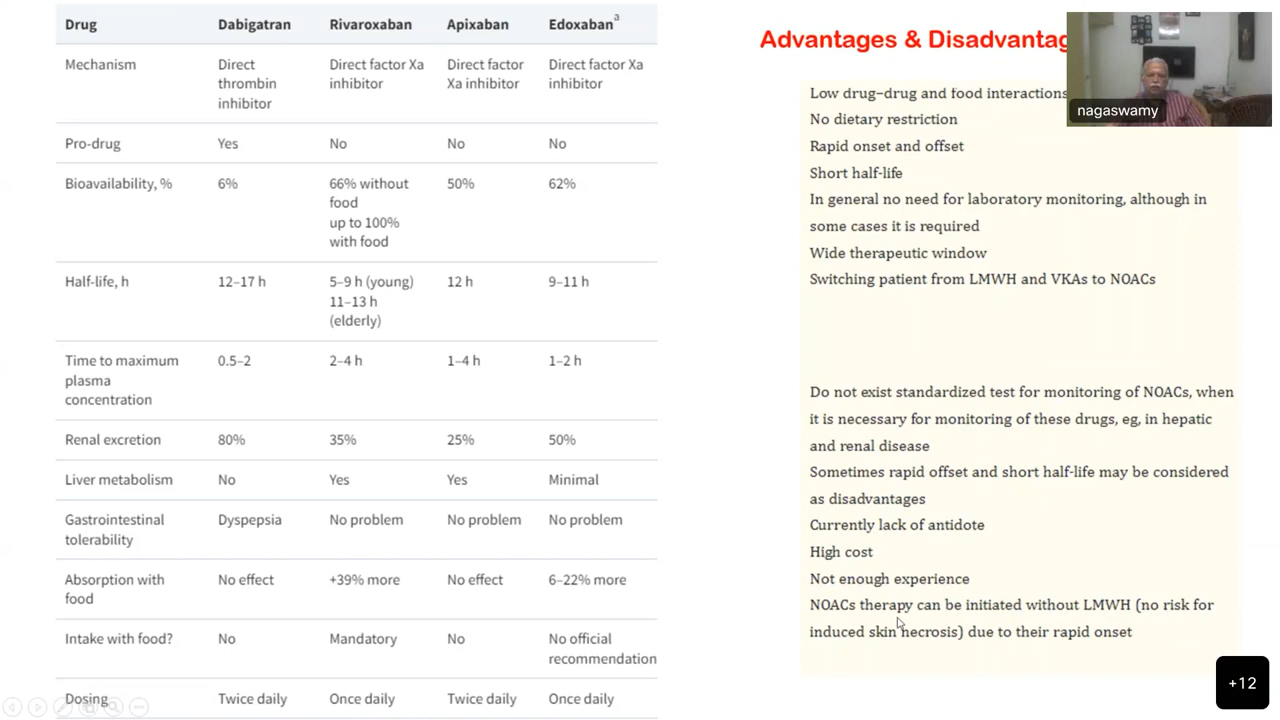 Drug Dabigatran Rivaroxaban Apixaban Edoxaban a
Mechanism Direct Direct factor Xa Direct factor Direct factor Xa
thrombin inhibitor Xa inhibitor inhibitor
inhibitor
Pro-drug Yes No No No
Bioavailability, % 6% 66% without 50% 62%
food
up to 100%
with food
Half-life, h 12–17 h 5–9 h (young) 12 h 9–11 h
11–13 h
(elderly)
Time to maximum 0.5–2 2–4 h 1–4 h 1–2 h
plasma
concentration
Renal excretion 80% 35% 25% 50%
Liver metabolism No Yes Yes Minimal
Gastrointestinal Dyspepsia No problem No problem No problem
tolerability
Absorption with No effect +39% more No effect 6–22% more
food
Intake with food? No Mandatory No No official
recommendation
Dosing Twice daily Once daily Twice daily Once daily
Advantages & Disadvantag
nagaswamy
Low drug–drug and food interactions
No dietary restriction
Rapid onset and offset
Short half-life
In general no need for laboratory monitoring, although in
some cases it is required
Wide therapeutic window
Switching patient from LMWH and VKAs to NOACs
Do not exist standardized test for monitoring of NOACs, when
it is necessary for monitoring of these drugs, eg, in hepatic
and renal disease
Sometimes rapid offset and short half-life may be considered
as disadvantages
Currently lack of antidote
High cost
Not enough experience
NOACs therapy can be initiated without LMWH (no risk for
induced skin necrosis) due to their rapid onset
+12